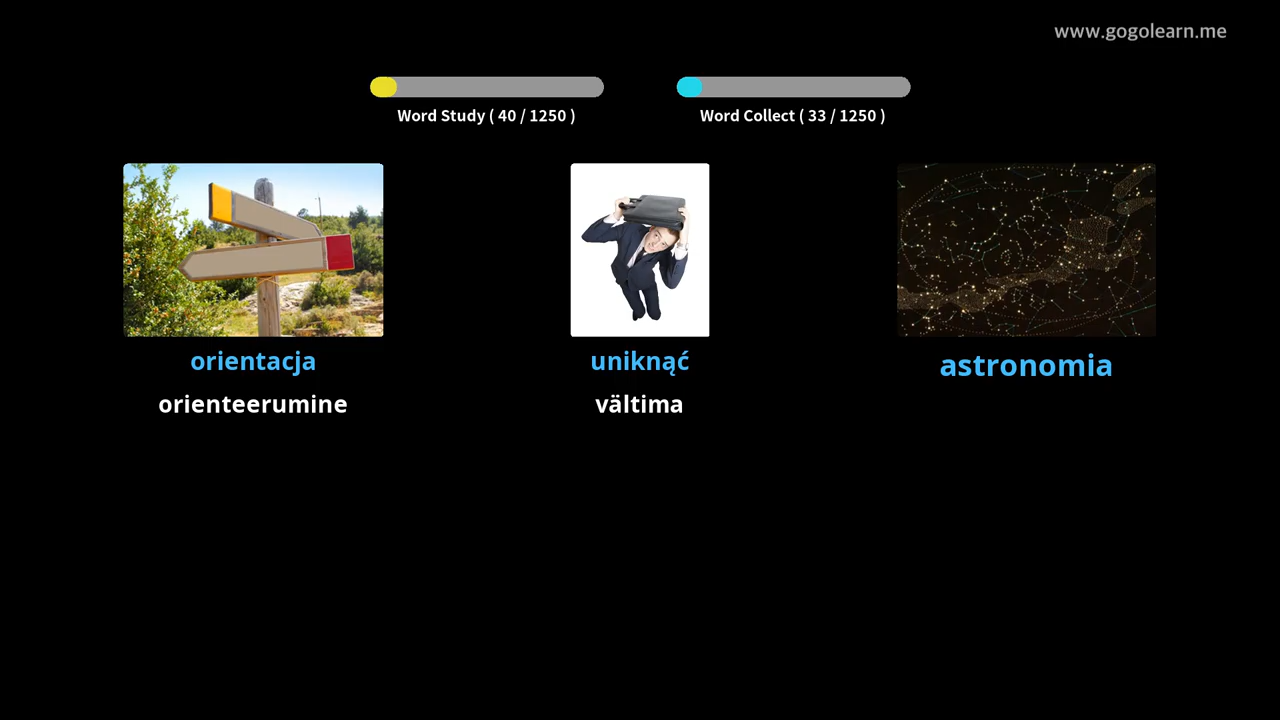 www.gogolearn.me
Word Study ( 40 / 1250 )
Word Collect ( 33 / 1250 )
orientacja
uniknąć
astronomia
orienteerumine
vältima